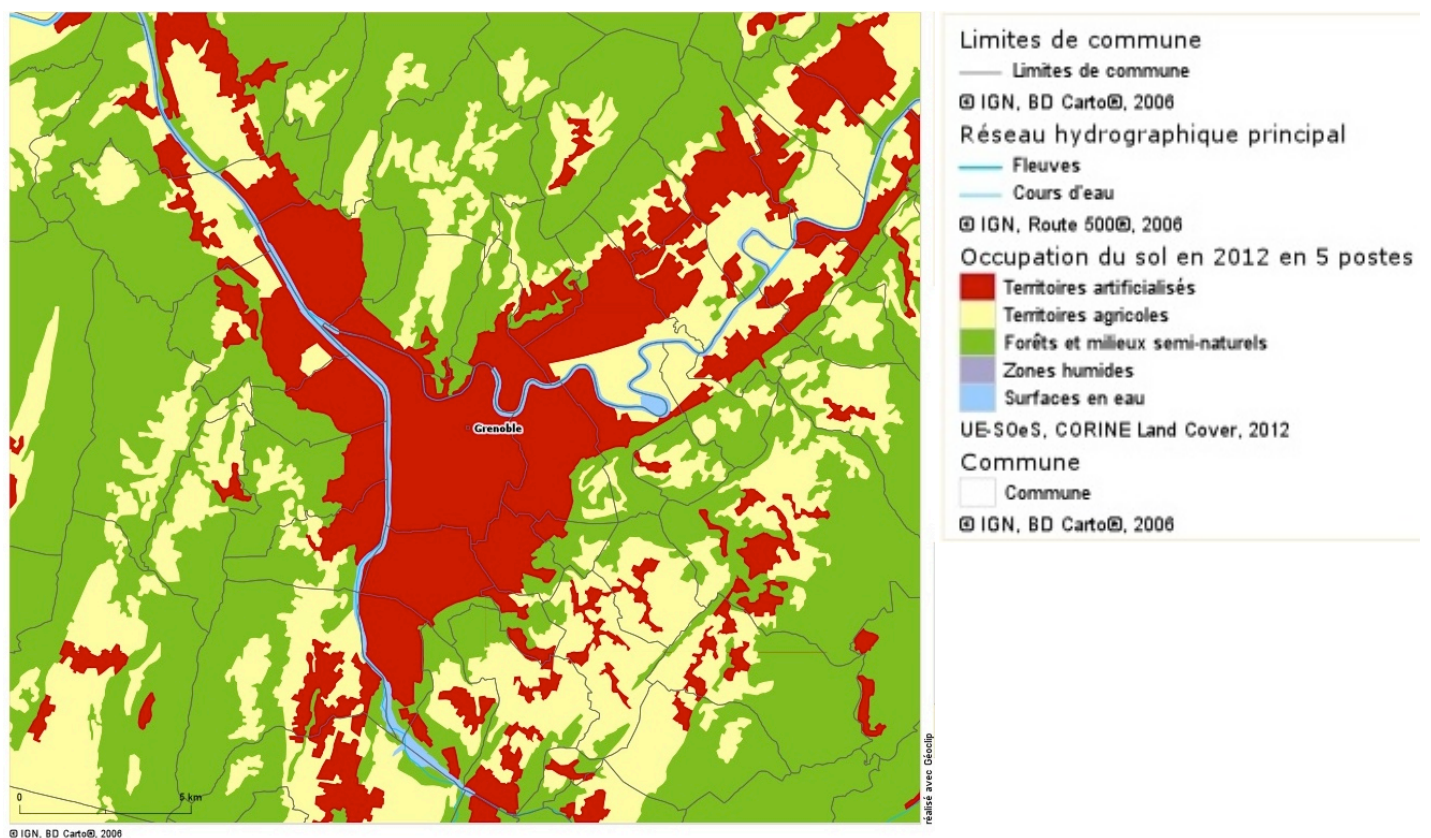 Grenoble
0
5 km
© IGN, BD Carto®, 2006
réalisé avec Géoclip
Limites de commune
Limites de commune
© IGN, BD Carto®, 2006
Réseau hydrographique principal
Fleuves
Cours d'eau
© IGN, Route 500®, 2006
Occupation du sol en 2012 en 5 postes
Territoires artificialisés
Territoires agricoles
Forêts et milieux semi-naturels
Zones humides
Surfaces en eau
UE-SOeS, CORINE Land Cover, 2012
Commune
Commune
© IGN, BD Carto®, 2006